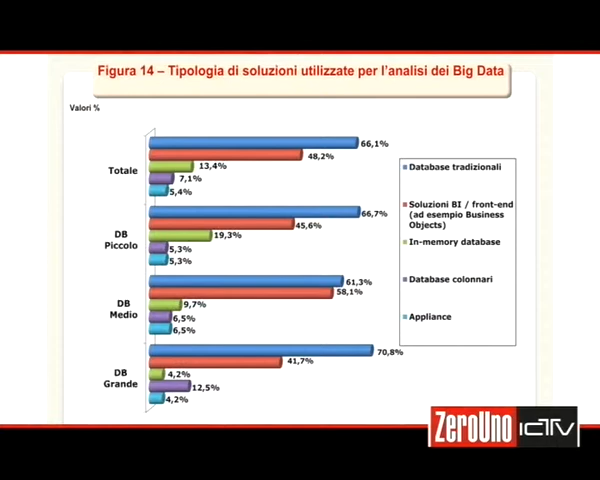 Figura 14 – Tipologia di soluzioni utilizzate per l'analisi dei Big Data
Valori %
Totale
66,1%
48,2%
13,4%
7,1%
5,4%
DB
Piccolo
66,7%
45,6%
19,3%
5,3%
5,3%
DB
Medio
61,3%
58,1%
9,7%
6,5%
6,5%
DB
Grande
70,8%
41,7%
4,2%
12,5%
4,2%
Database tradizionali
Soluzioni BI / front-end
(ad esempio Business
Objects)
In-memory database
Database colonnari
Appliance
ZeroUno icTV